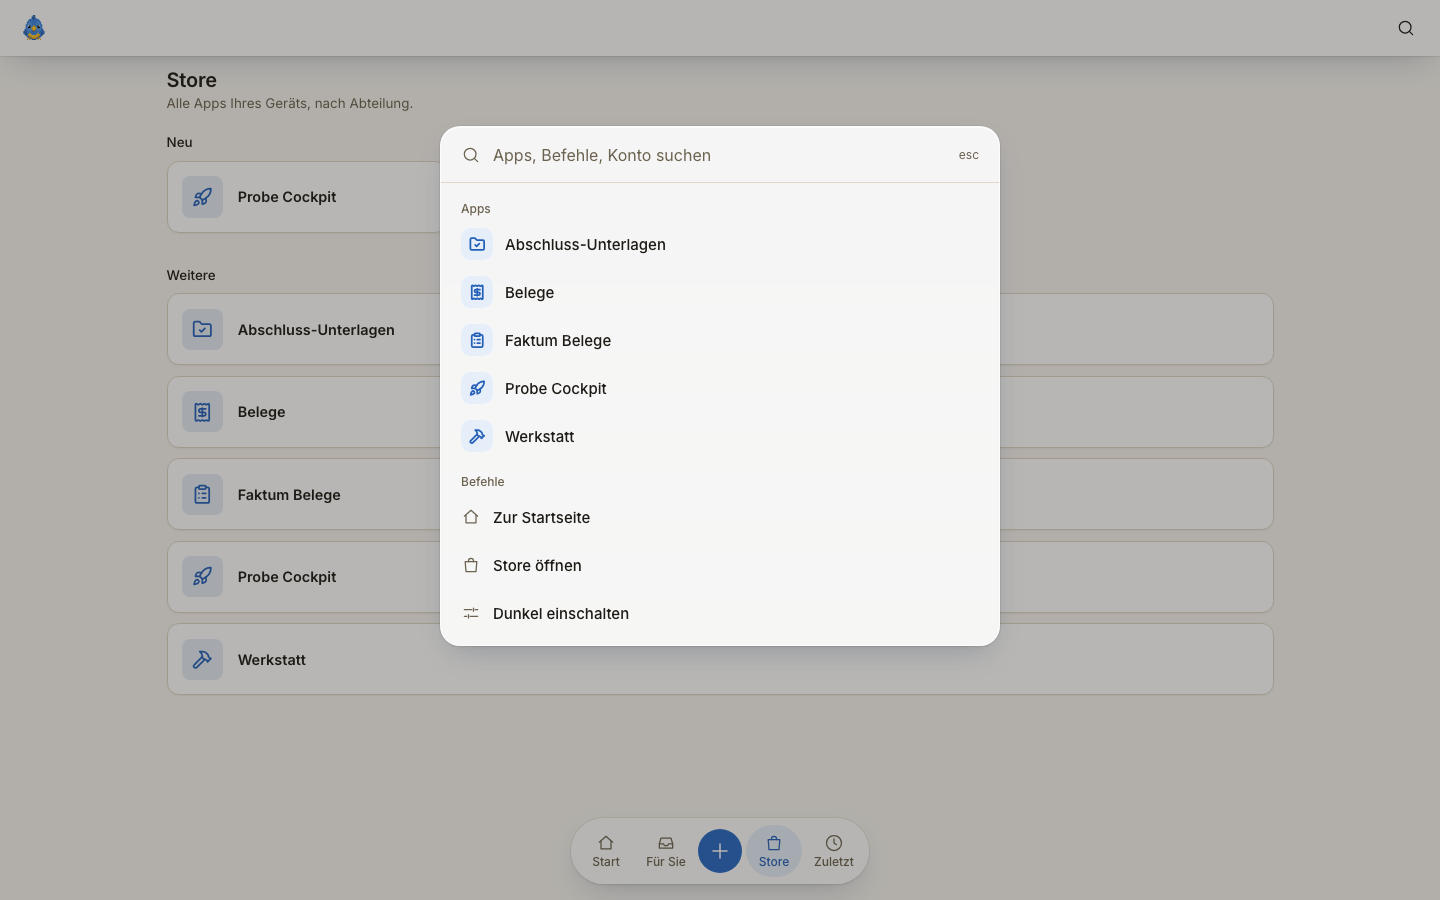 Store
Alle Apps Ihres Geräts, nach Abteilung.
Neu
Probe Cockpit
Weitere
Abschluss-Unterlagen
Belege
Faktum Belege
Probe Cockpit
Werkstatt
Apps, Befehle, Konto suchen
esc
Apps
Abschluss-Unterlagen
Belege
Faktum Belege
Probe Cockpit
Werkstatt
Befehle
Zur Startseite
Store öffnen
Dunkel einschalten
Start
Für Sie
Store
Zuletzt